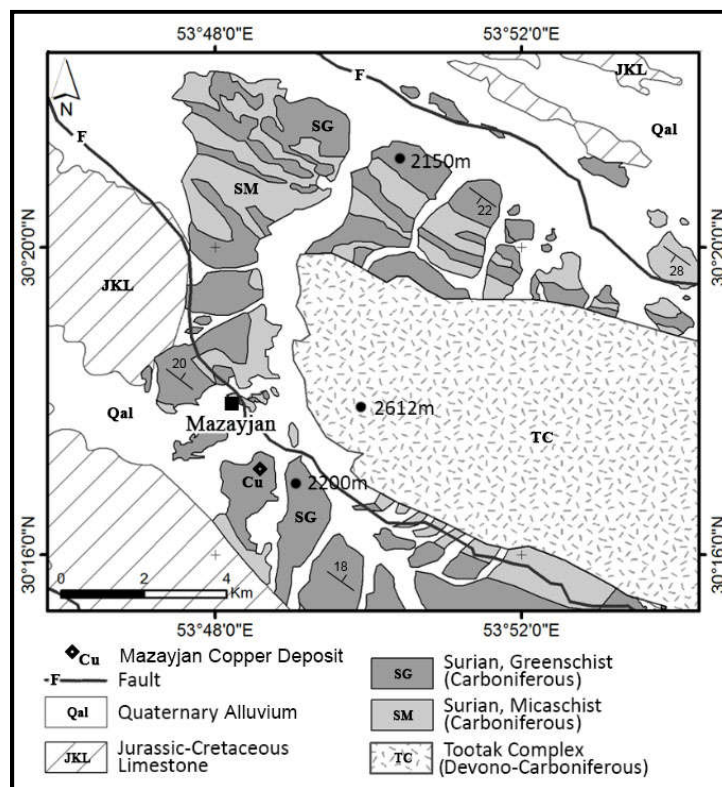 53°48'0"E
53°52'0"E
JKL
F
N
SG
Qal
F
2150m
SM
22
30°20'0"N
30°20'0"N
28
JKL
20
2612m
Qal
Mazayjan
TC
Cu
2200m
SG
30°16'0"N
30°16'0"N
18
0 2 4
Km
53°48'0"E
53°52'0"E
Cu Mazayjan Copper Deposit
F Fault
Qal Quaternary Alluvium
JKL Jurassic-Cretaceous
Limestone
SG Surian, Greenschist
(Carboniferous)
SM Surian, Micaschist
(Carboniferous)
TC Tootak Complex
(Devono-Carboniferous)